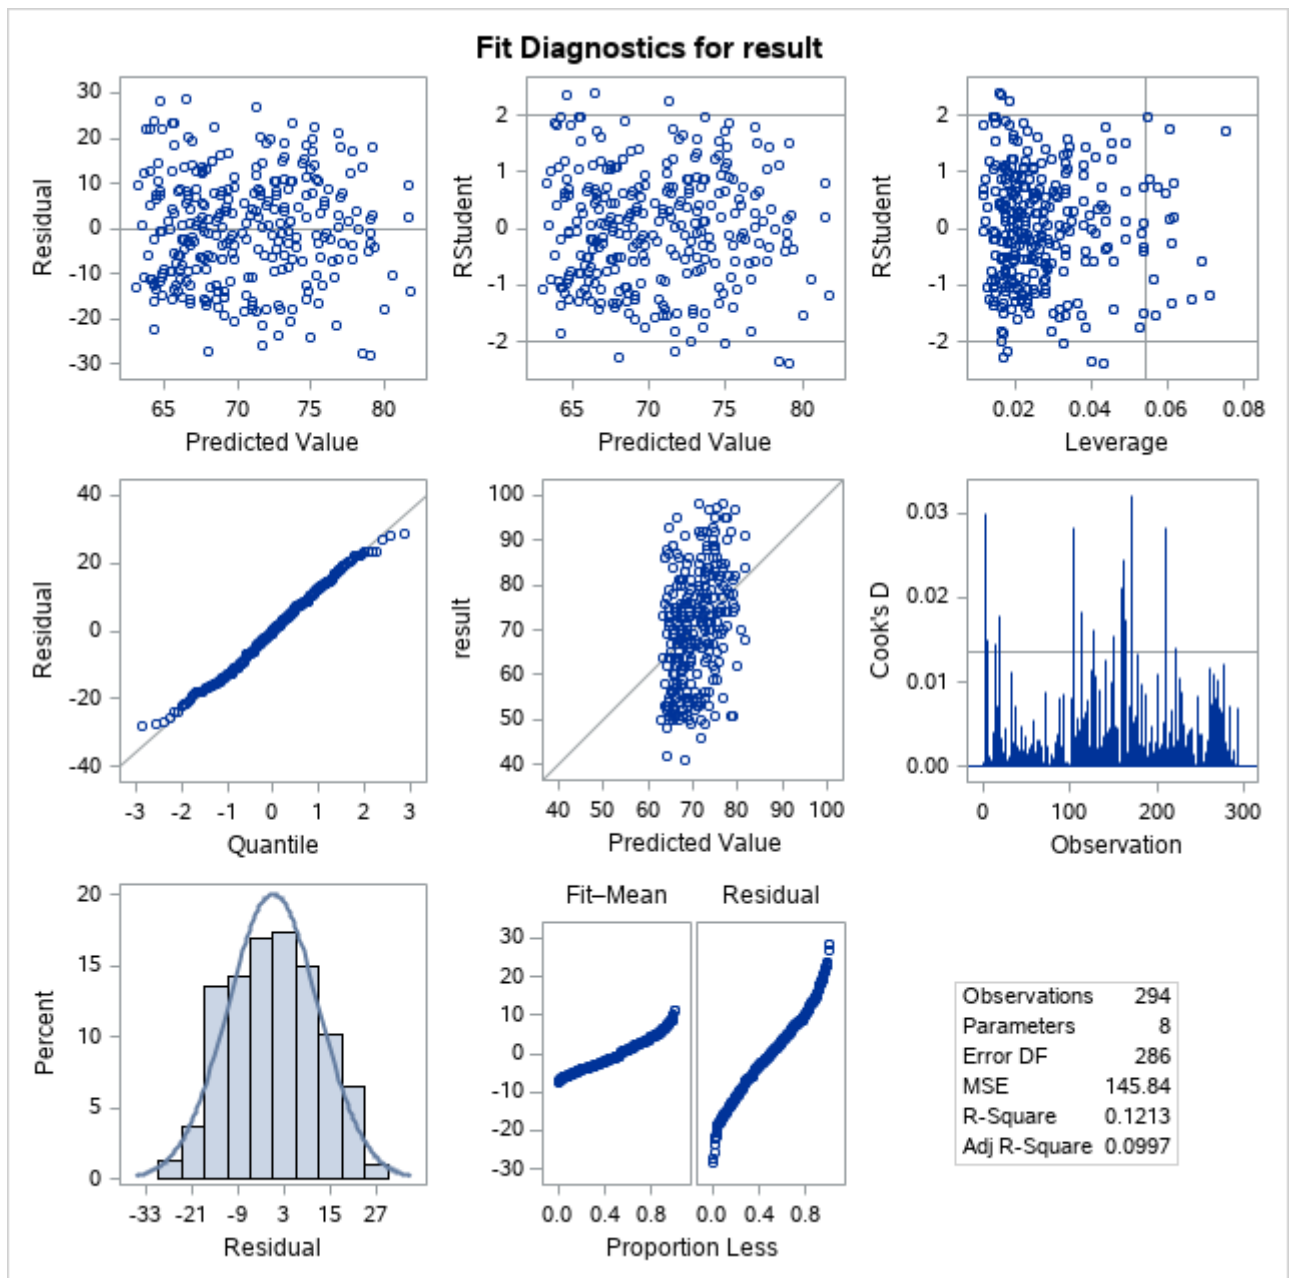 Fit Diagnostics for result
30
20
10
0
-10
-20
-30
Residual
65 70 75 80
Predicted Value
2
1
0
-1
-2
RStudent
65 70 75 80
Predicted Value
2
1
0
-1
-2
RStudent
0.02 0.04 0.06 0.08
Leverage
40
20
0
-20
-40
Residual
-3 -2 -1 0 1 2 3
Quantile
100
90
80
70
60
50
40
result
40 50 60 70 80 90 100
Predicted Value
0.03
0.02
0.01
0.00
Cook's D
0 100 200 300
Observation
20
15
10
5
0
Percent
-33 -21 -9 3 15 27
Residual
Fit–Mean Residual
30
20
10
0
-10
-20
-30
0.0 0.4 0.8 0.0 0.4 0.8
Proportion Less
Observations 294
Parameters 8
Error DF 286
MSE 145.84
R-Square 0.1213
Adj R-Square 0.0997